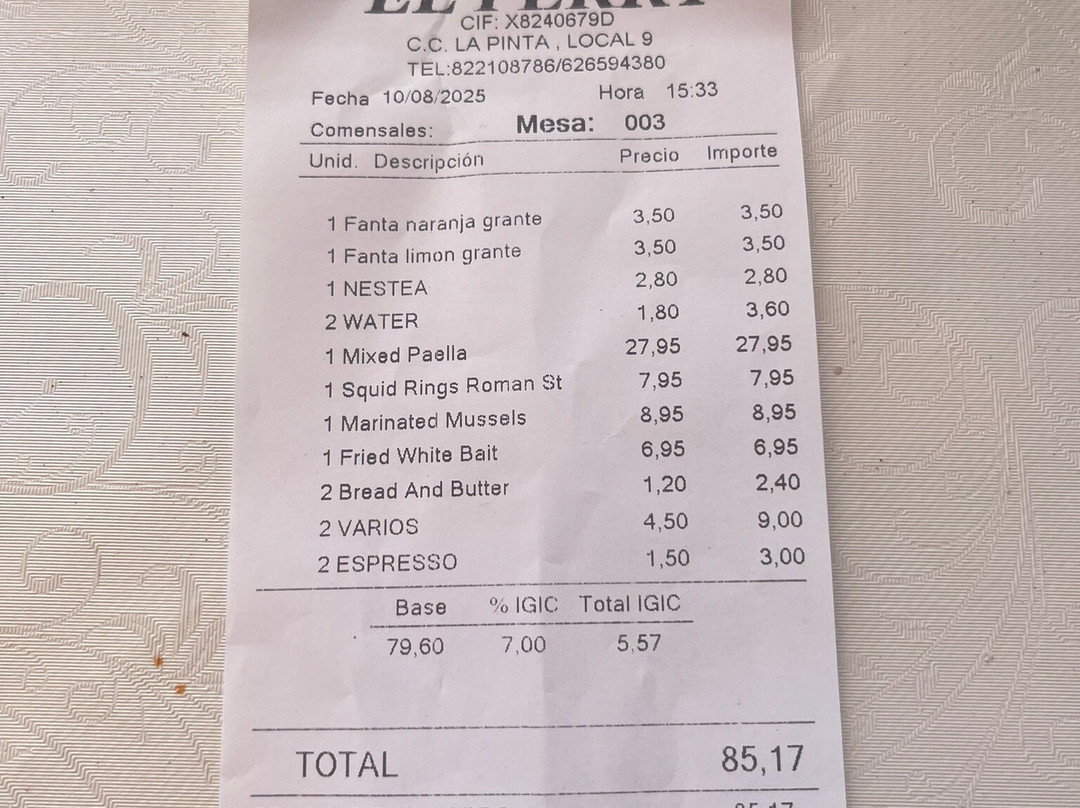 CIF: X8240679D
C.C. LA PINTA , LOCAL 9
TEL:822108786/626594380
Fecha 10/08/2025 Hora 15:33
Comensales: Mesa: 003
Unid. Descripción Precio Importe
1 Fanta naranja grante 3,50 3,50
1 Fanta limon grante 3,50 3,50
1 NESTEA 2,80 2,80
2 WATER 1,80 3,60
1 Mixed Paella 27,95 27,95
1 Squid Rings Roman St 7,95 7,95
1 Marinated Mussels 8,95 8,95
1 Fried White Bait 6,95 6,95
2 Bread And Butter 1,20 2,40
2 VARIOS 4,50 9,00
2 ESPRESSO 1,50 3,00
Base % IGIC Total IGIC
79,60 7,00 5,57
TOTAL 85,17